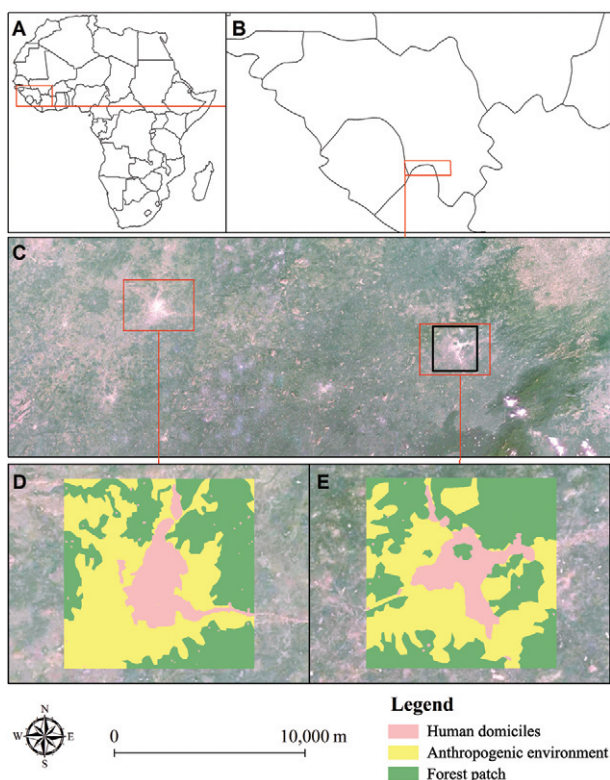 A
B
C
D
E
N
W E
S
0 10,000 m
Legend
Human domiciles
Anthropogenic environment
Forest patch